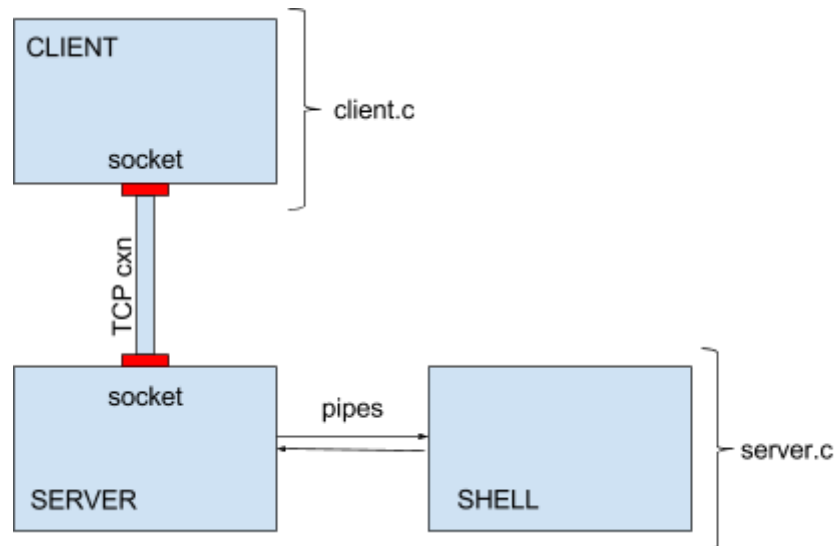 CLIENT
socket
client.c
TCP cxn
socket
pipes
SERVER
SHELL
server.c